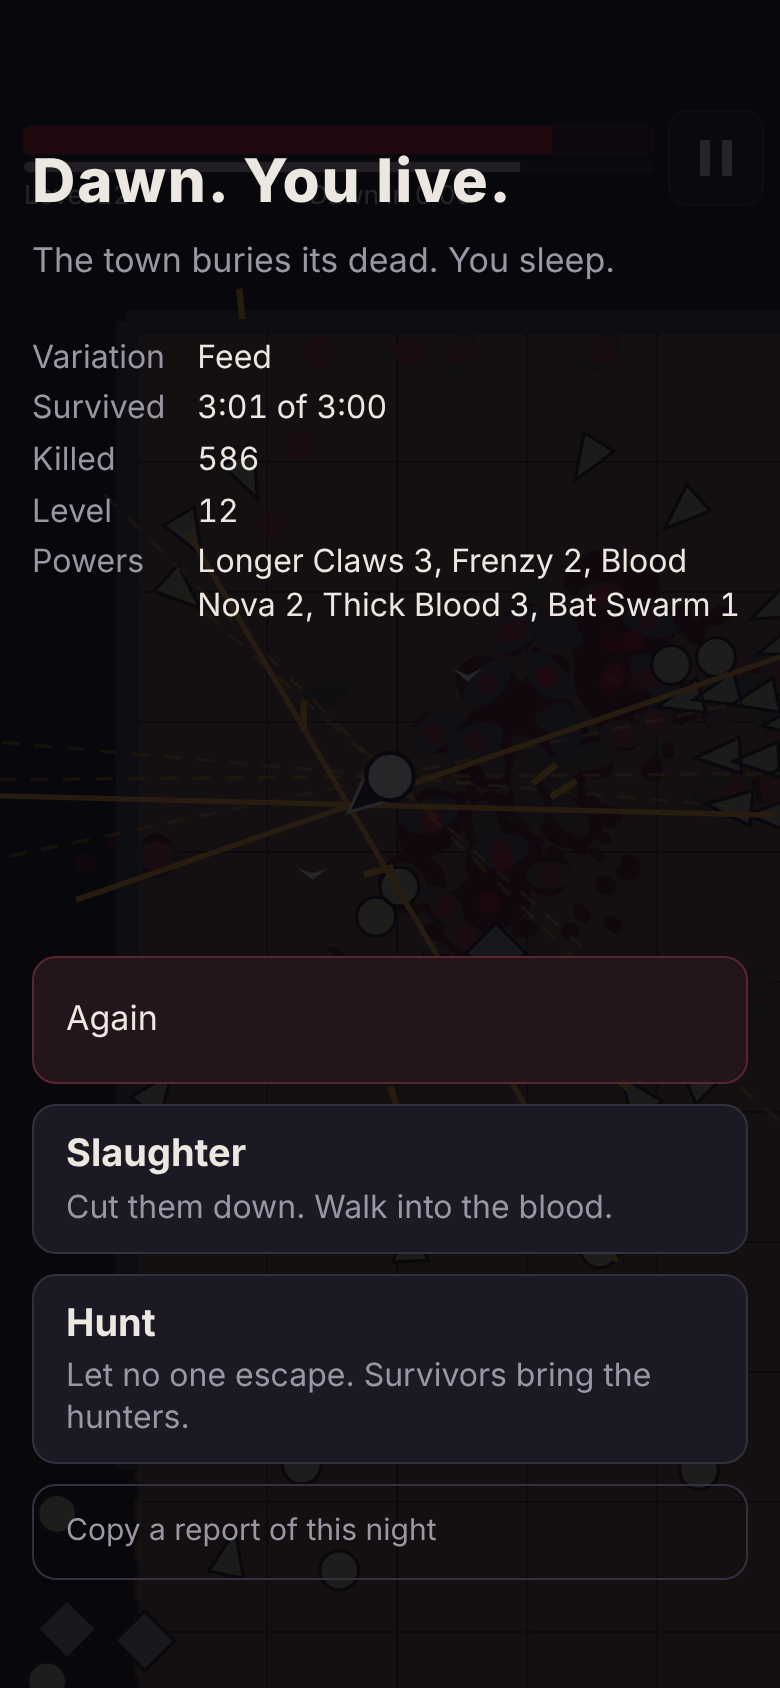 Dawn. You live.
The town buries its dead. You sleep.
Variation Feed
Survived 3:01 of 3:00
Killed 586
Level 12
Powers Longer Claws 3, Frenzy 2, Blood
Nova 2, Thick Blood 3, Bat Swarm 1
Again
Slaughter
Cut them down. Walk into the blood.
Hunt
Let no one escape. Survivors bring the
hunters.
Copy a report of this night